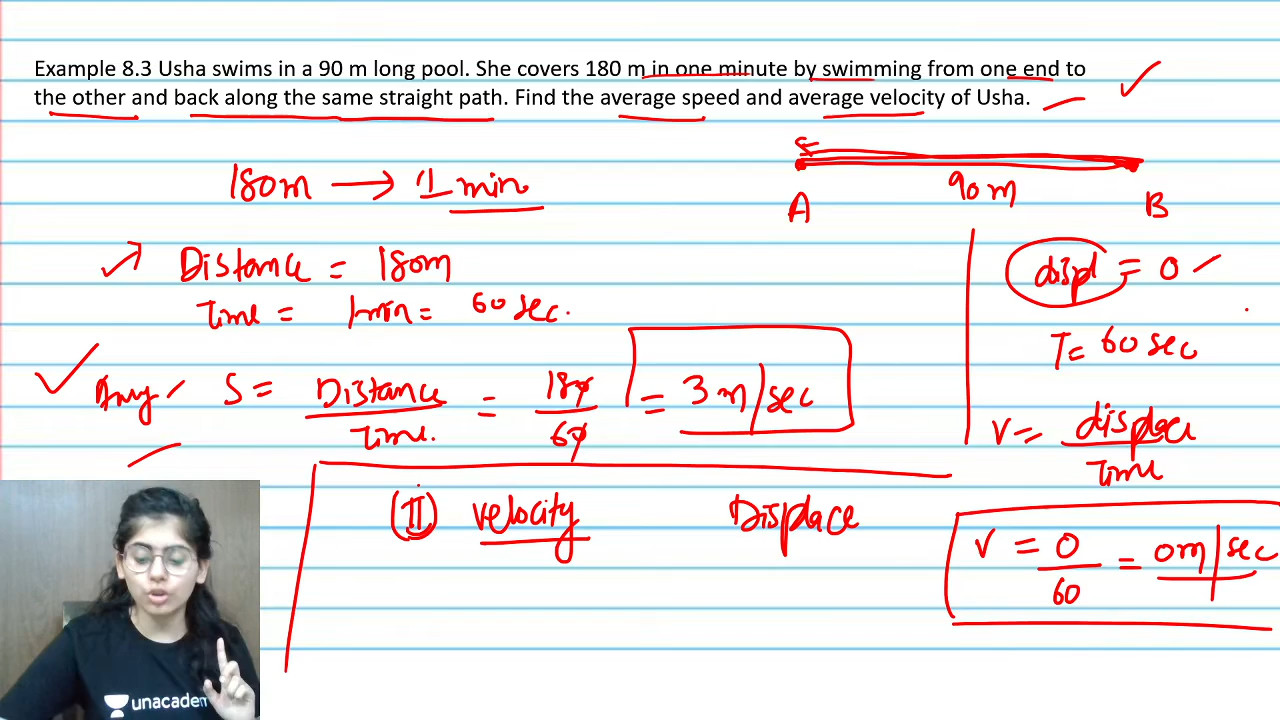 Example 8.3 Usha swims in a 90 m long pool. She covers 180 m in one minute by swimming from one end to
the other and back along the same straight path. Find the average speed and average velocity of Usha.
180m → 1 min
90 m
A B
Distance = 180m
Time = 1min = 60 sec.
Avg S = Distance / Time = 180 / 60 = 3 m/sec
displ = 0
T= 60 sec
V= displace / Time
(II) velocity Displace
V = 0 / 60 = 0m/sec
unacademy